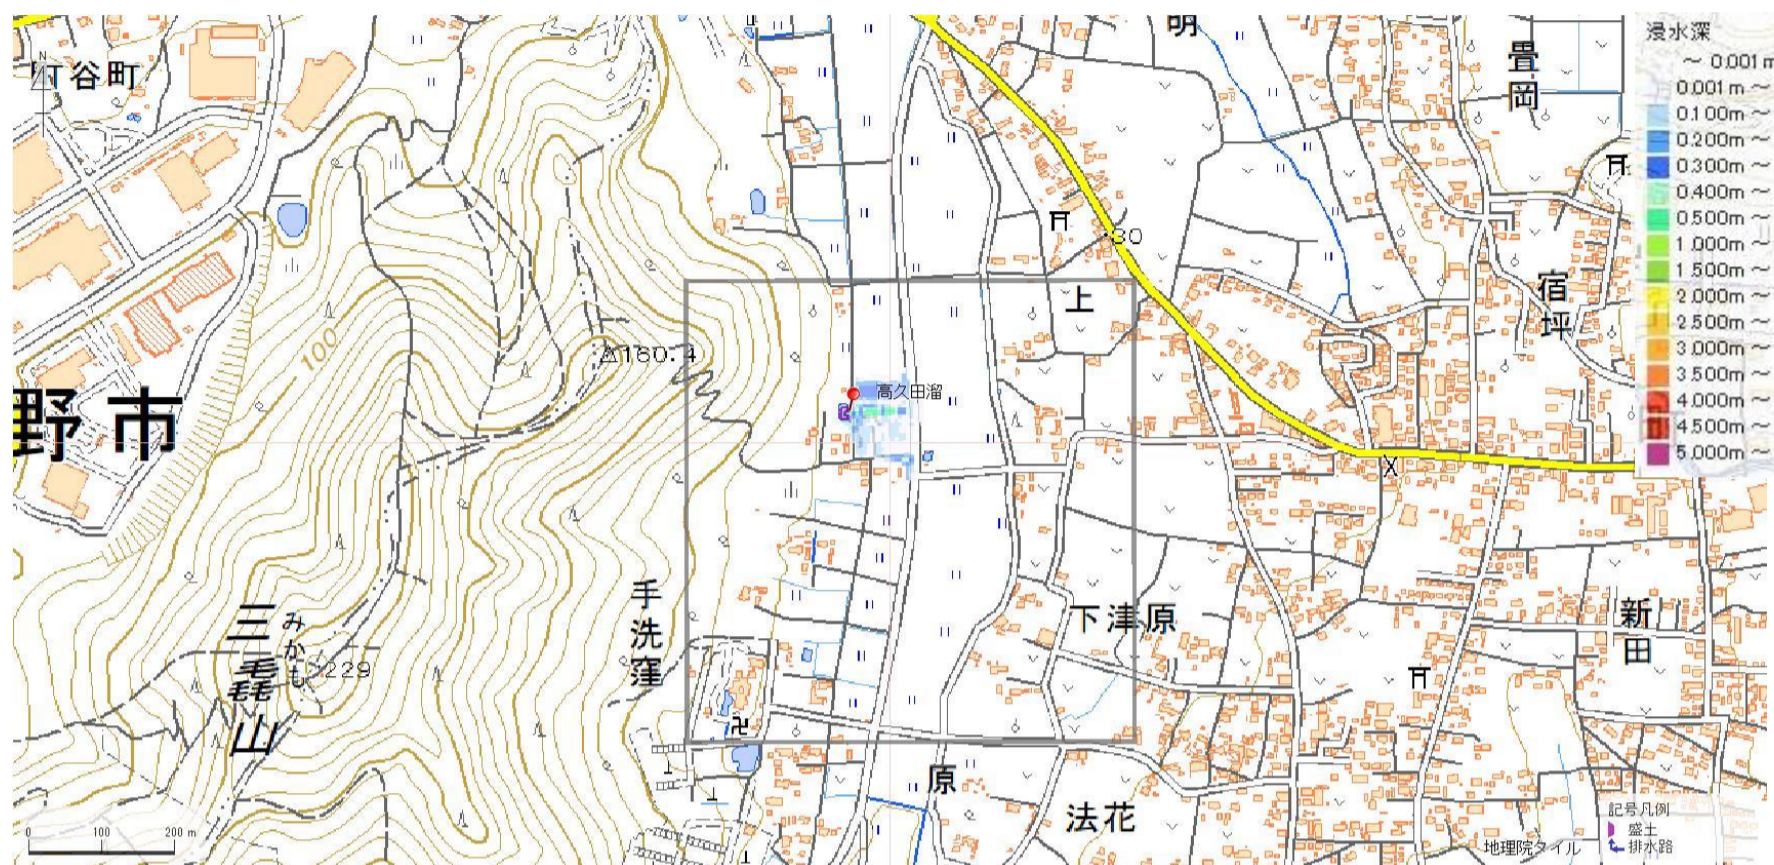 町谷町
N
明
畳岡
浸水深
～ 0.001 m
0.001 m ～
0.100m ～
0.200m ～
0.300m ～
0.400m ～
0.500m ～
1.000m ～
1.500m ～
2.000m ～
2.500m ～
3.000m ～
3.500m ～
4.000m ～
4.500m ～
5.000m ～
30
上
宿坪
100
160.4
高久田溜
野市
手洗窪
下津原
新田
三毳山
みかも
229
原
法花
0 100 200 m
記号凡例
盛土
排水路
地理院タイル